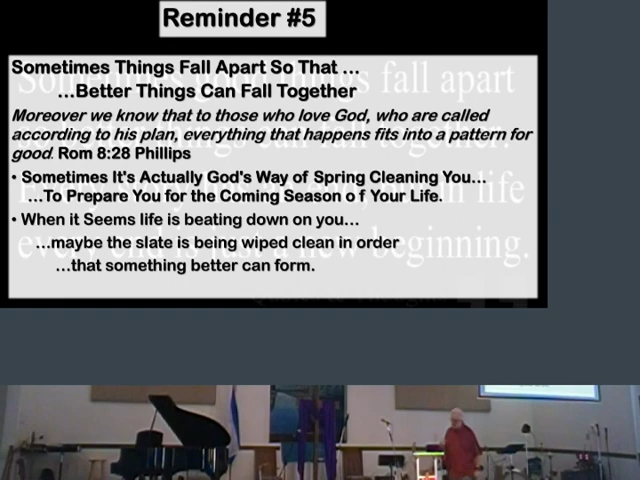 Reminder #5
Sometimes Things Fall Apart So That ...
...Better Things Can Fall Together
Moreover we know that to those who love God, who are called
according to his plan, everything that happens fits into a pattern for
good. Rom 8:28 Phillips
• Sometimes It's Actually God's Way of Spring Cleaning You...
...To Prepare You for the Coming Season o f, Your Life.
• When it Seems life is beating down on you...
...maybe the slate is being wiped clean in order
...that something better can form.